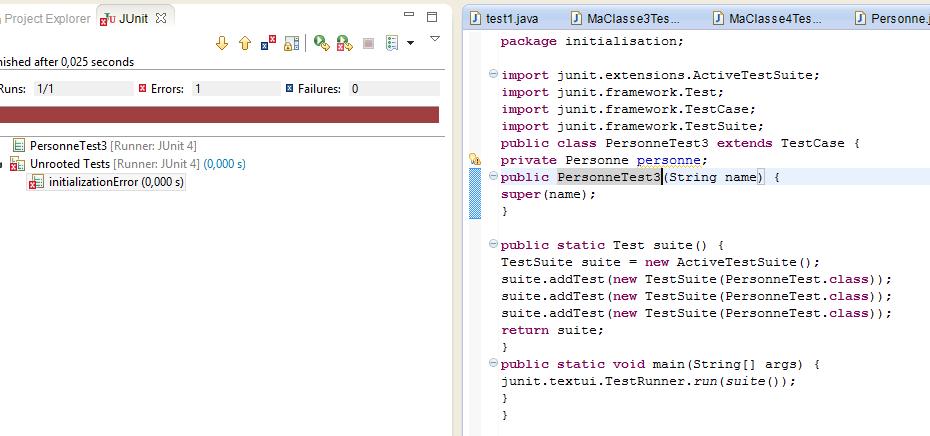 Project Explorer JUnit
nished after 0,025 seconds
Runs: 1/1 Errors: 1 Failures: 0
PersonneTest3 [Runner: JUnit 4]
Unrooted Tests [Runner: JUnit 4] (0,000 s)
initializationError (0,000 s)
test1.java MaClasse3Tes... MaClasse4Tes... Personne.j
package initialisation;
import junit.extensions.ActiveTestSuite;
import junit.framework.Test;
import junit.framework.TestCase;
import junit.framework.TestSuite;
public class PersonneTest3 extends TestCase {
private Personne personne;
public PersonneTest3(String name) {
super(name);
}
public static Test suite() {
TestSuite suite = new ActiveTestSuite();
suite.addTest(new TestSuite(PersonneTest.class));
suite.addTest(new TestSuite(PersonneTest.class));
suite.addTest(new TestSuite(PersonneTest.class));
return suite;
}
public static void main(String[] args) {
junit.textui.TestRunner.run(suite());
}
}